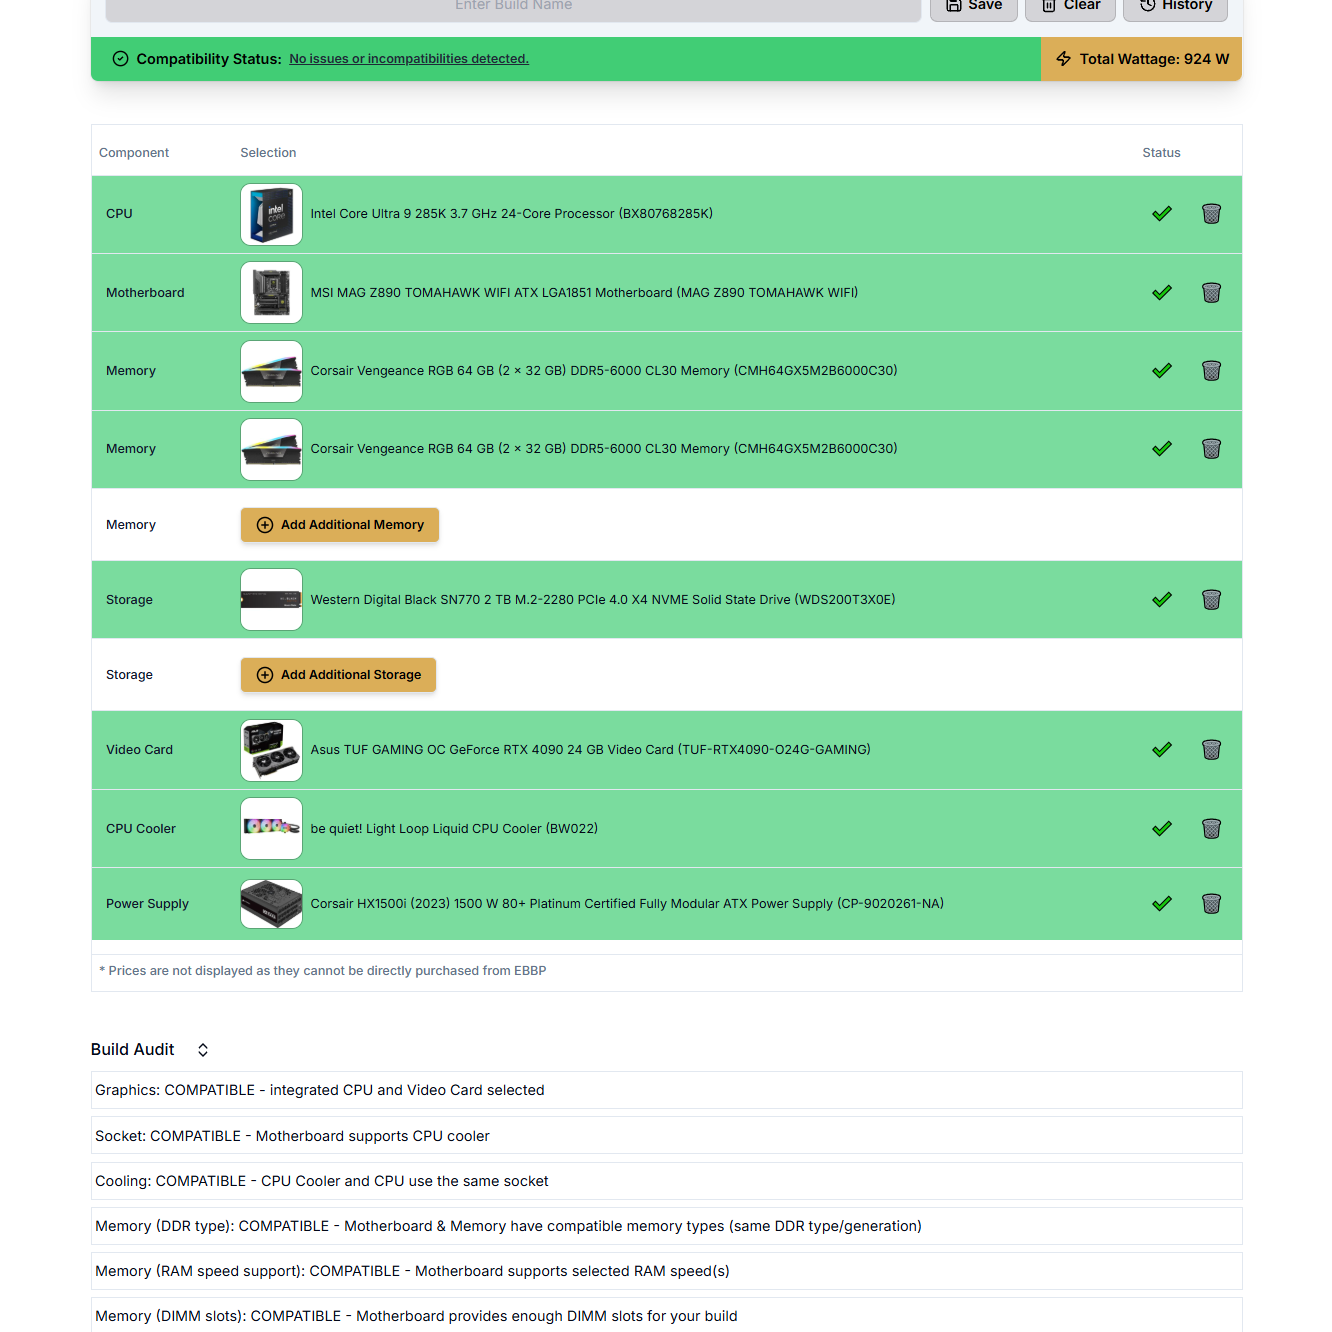 Enter Build Name
Save
Clear
History
Compatibility Status: No issues or incompatibilities detected.
Total Wattage: 924 W
Component Selection Status
CPU Intel Core Ultra 9 285K 3.7 GHz 24-Core Processor (BX80768285K)
Motherboard MSI MAG Z890 TOMAHAWK WIFI ATX LGA1851 Motherboard (MAG Z890 TOMAHAWK WIFI)
Memory Corsair Vengeance RGB 64 GB (2 × 32 GB) DDR5-6000 CL30 Memory (CMH64GX5M2B6000C30)
Memory Corsair Vengeance RGB 64 GB (2 × 32 GB) DDR5-6000 CL30 Memory (CMH64GX5M2B6000C30)
Memory Add Additional Memory
Storage Western Digital Black SN770 2 TB M.2-2280 PCIe 4.0 X4 NVME Solid State Drive (WDS200T3X0E)
Storage Add Additional Storage
Video Card Asus TUF GAMING OC GeForce RTX 4090 24 GB Video Card (TUF-RTX4090-O24G-GAMING)
CPU Cooler be quiet! Light Loop Liquid CPU Cooler (BW022)
Power Supply Corsair HX1500i (2023) 1500 W 80+ Platinum Certified Fully Modular ATX Power Supply (CP-9020261-NA)
* Prices are not displayed as they cannot be directly purchased from EBBP
Build Audit
Graphics: COMPATIBLE - integrated CPU and Video Card selected
Socket: COMPATIBLE - Motherboard supports CPU cooler
Cooling: COMPATIBLE - CPU Cooler and CPU use the same socket
Memory (DDR type): COMPATIBLE - Motherboard & Memory have compatible memory types (same DDR type/generation)
Memory (RAM speed support): COMPATIBLE - Motherboard supports selected RAM speed(s)
Memory (DIMM slots): COMPATIBLE - Motherboard provides enough DIMM slots for your build